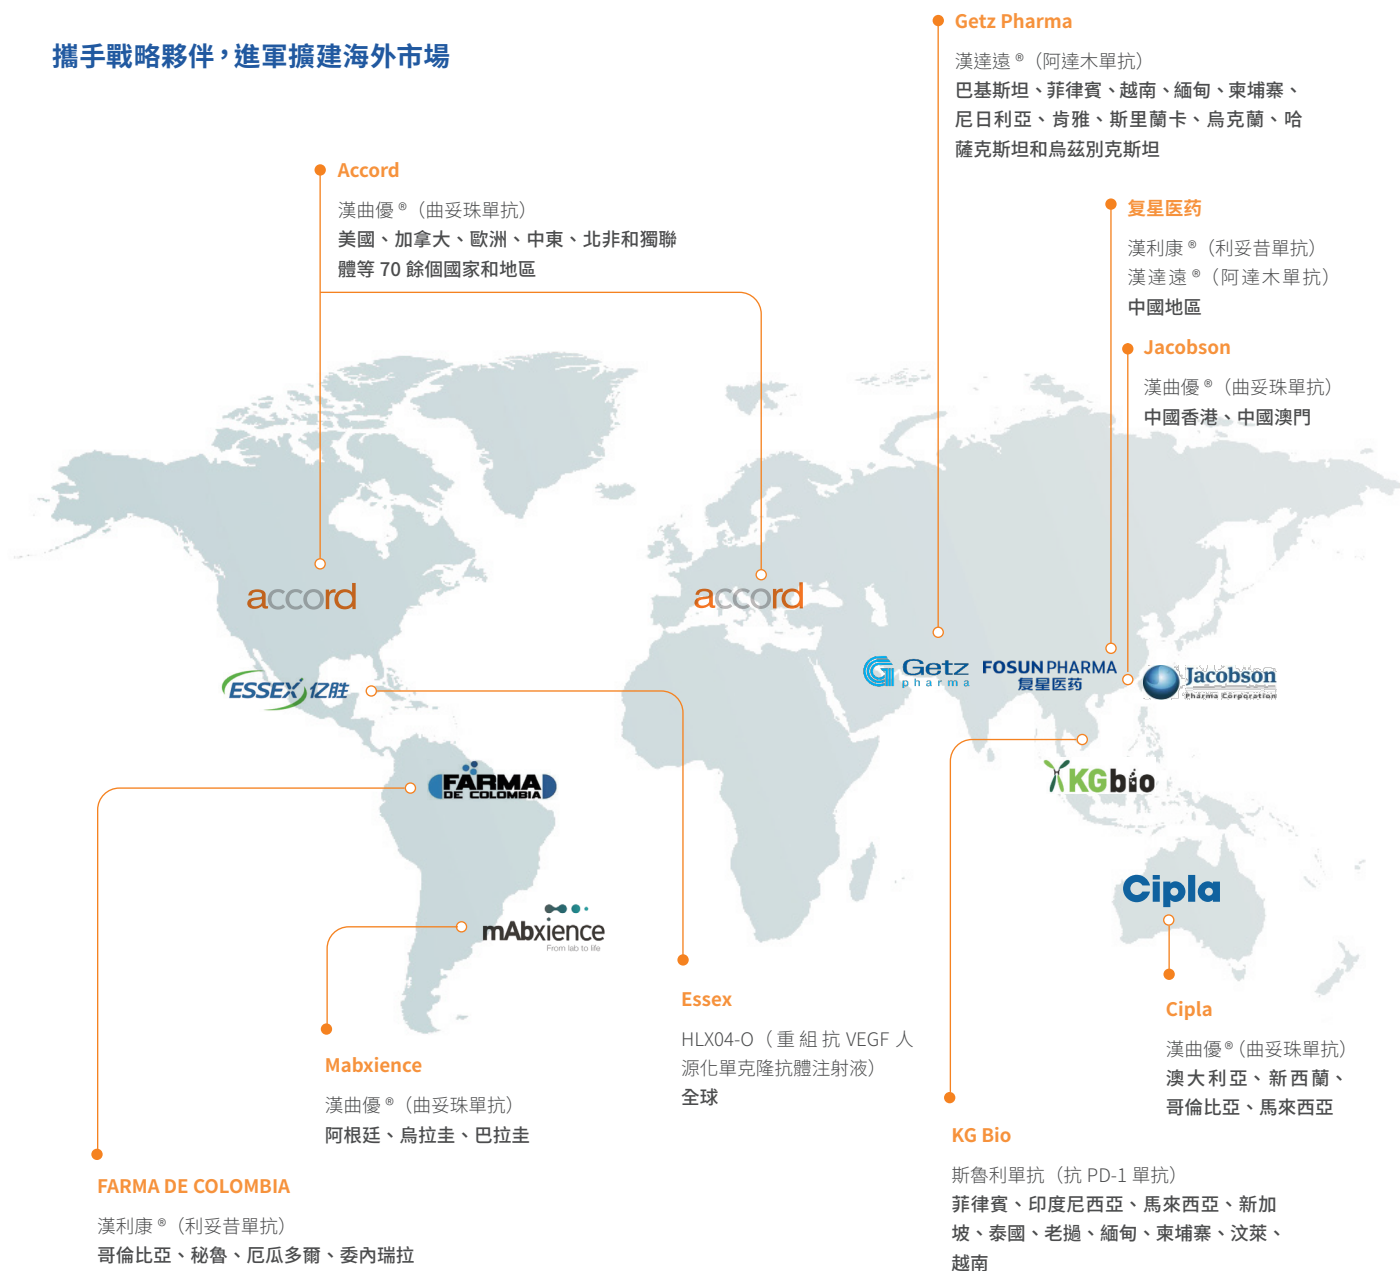 攜手戰略夥伴，進軍擴建海外市場
Getz Pharma
漢達遠®（阿達木單抗）
巴基斯坦、菲律賓、越南、緬甸、柬埔寨、
尼日利亞、肯雅、斯里蘭卡、烏克蘭、哈
薩克斯坦和烏茲別克斯坦
Accord
漢曲優®（曲妥珠單抗）
美國、加拿大、歐洲、中東、北非和獨聯
體等 70 餘個國家和地區
复星医药
漢利康®（利妥昔單抗）
漢達遠®（阿達木單抗）
中國地區
Jacobson
漢曲優®（曲妥珠單抗）
中國香港、中國澳門
accord
accord
Getz
pharma
FOSUN PHARMA
复星医药
Jacobson
Pharma Corporation
ESSEX 亿胜
KGbio
FARMA
DE COLOMBIA
Cipla
mAbxience
From lab to life
Essex
HLX04-O（重組抗 VEGF 人
源化單克隆抗體注射液）
全球
Cipla
漢曲優®（曲妥珠單抗）
澳大利亞、新西蘭、
哥倫比亞、馬來西亞
Mabxience
漢曲優®（曲妥珠單抗）
阿根廷、烏拉圭、巴拉圭
KG Bio
斯魯利單抗（抗 PD-1 單抗）
菲律賓、印度尼西亞、馬來西亞、新加
坡、泰國、老撾、緬甸、柬埔寨、汶萊、
越南
FARMA DE COLOMBIA
漢利康®（利妥昔單抗）
哥倫比亞、秘魯、厄瓜多爾、委內瑞拉